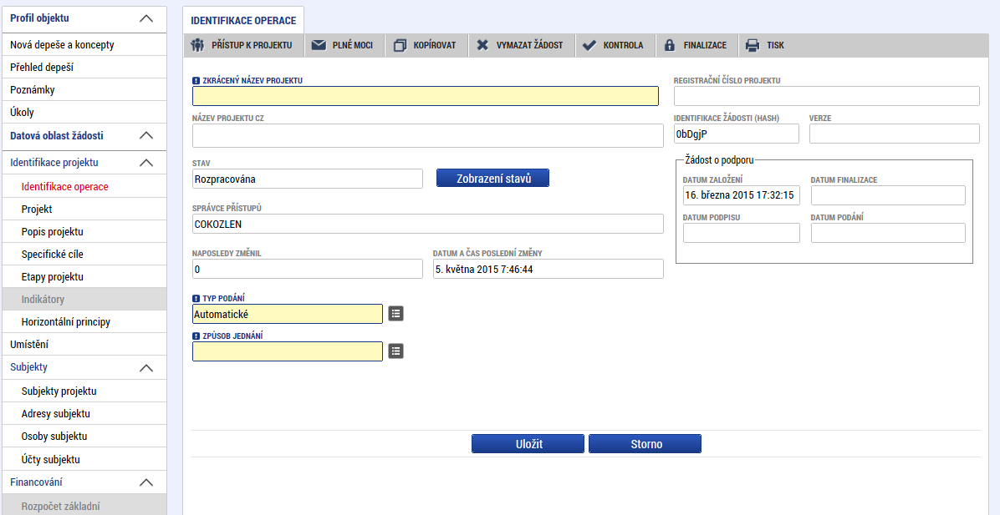 Profil objektu
Nová depeše a koncepty
Přehled depeší
Poznámky
Úkoly
Datová oblast žádosti
Identifikace projektu
Identifikace operace
Projekt
Popis projektu
Specifické cíle
Etapy projektu
Indikátory
Horizontální principy
Umístění
Subjekty
Subjekty projektu
Adresy subjektu
Osoby subjektu
Účty subjektu
Financování
Rozpočet základní
IDENTIFIKACE OPERACE
PŘÍSTUP K PROJEKTU PLNÉ MOCI KOPÍROVAT VYMAZAT ŽÁDOST KONTROLA FINALIZACE TISK
ZKRÁCENÝ NÁZEV PROJEKTU
NÁZEV PROJEKTU CZ
STAV
Rozpracována Zobrazení stavů
SPRÁVCE PŘÍSTUPŮ
COKOZLEN
NAPOSLEDY ZMĚNIL DATUM A ČAS POSLEDNÍ ZMĚNY
0 5. května 2015 7:46:44
TYP PODÁNÍ
Automatické
ZPŮSOB JEDNÁNÍ
REGISTRAČNÍ ČÍSLO PROJEKTU
IDENTIFIKACE ŽÁDOSTI (HASH) VERZE
0bDgjP
Žádost o podporu
DATUM ZALOŽENÍ DATUM FINALIZACE
16. března 2015 17:32:15
DATUM PODPISU DATUM PODÁNÍ
Uložit Storno